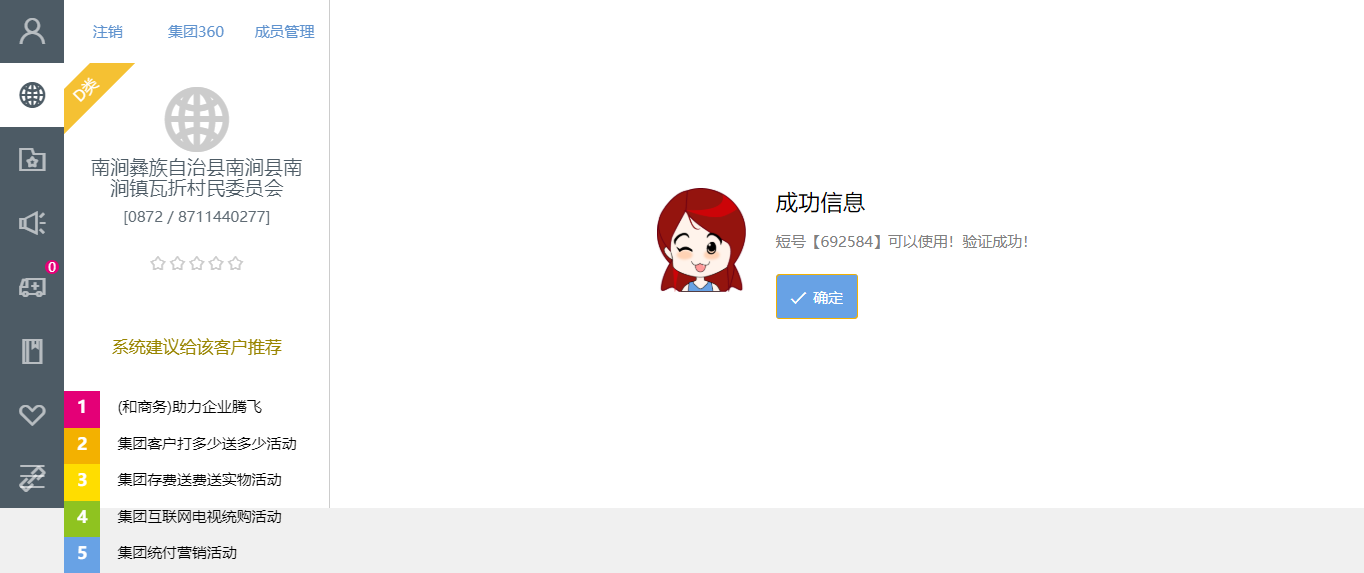 注销 集团360 成员管理
D类
南涧彝族自治县南涧县南
涧镇瓦折村民委员会
[0872 / 8711440277]
0
系统建议给该客户推荐
1 (和商务)助力企业腾飞
2 集团客户打多少送多少活动
3 集团存费送费送实物活动
4 集团互联网电视统购活动
5 集团统付营销活动
成功信息
短号【692584】可以使用！验证成功！
确定